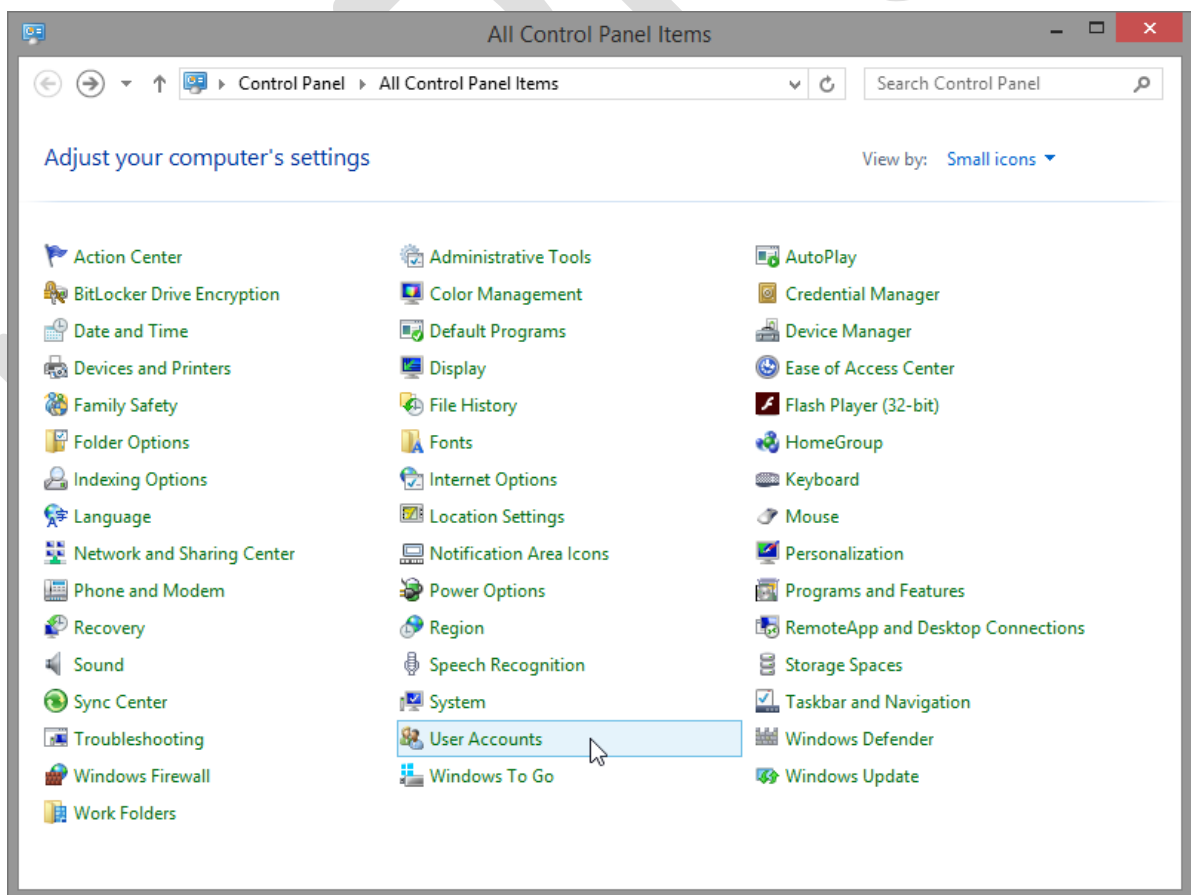 All Control Panel Items
Control Panel All Control Panel Items Search Control Panel
Adjust your computer's settings View by: Small icons
Action Center Administrative Tools AutoPlay
BitLocker Drive Encryption Color Management Credential Manager
Date and Time Default Programs Device Manager
Devices and Printers Display Ease of Access Center
Family Safety File History Flash Player (32-bit)
Folder Options Fonts HomeGroup
Indexing Options Internet Options Keyboard
Language Location Settings Mouse
Network and Sharing Center Notification Area Icons Personalization
Phone and Modem Power Options Programs and Features
Recovery Region RemoteApp and Desktop Connections
Sound Speech Recognition Storage Spaces
Sync Center System Taskbar and Navigation
Troubleshooting User Accounts Windows Defender
Windows Firewall Windows To Go Windows Update
Work Folders